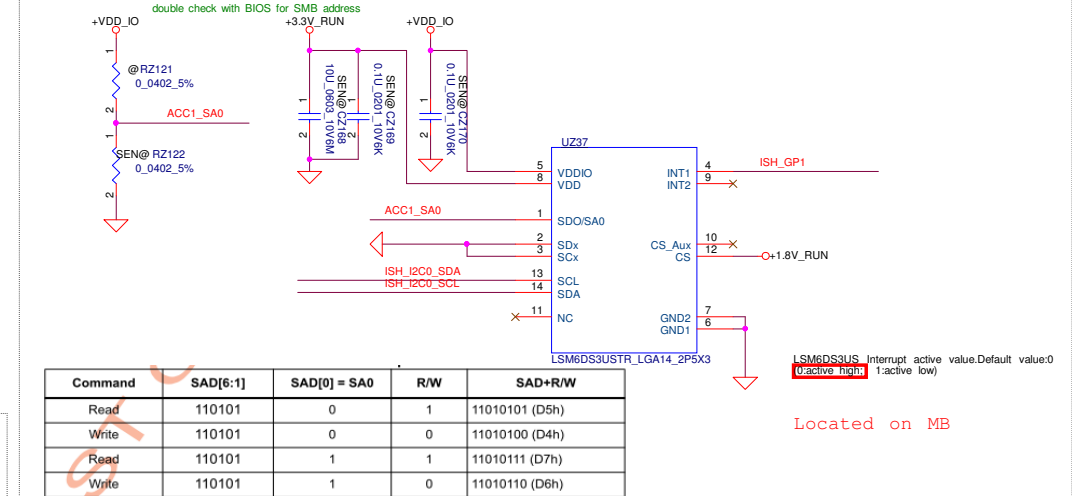 double check with BIOS for SMB address
+VDD_IO
+3.3V_RUN
+VDD_IO
1
@ RZ121
0_0402_5%
2
ACC1_SA0
1
SEN@ RZ122
0_0402_5%
2
1
2
SEN@ CZ168
10U_0603_10V6M
1
2
SEN@ CZ169
0.1U_0201_10V6K
1
2
SEN@ CZ170
0.1U_0201_10V6K
UZ37
5 VDDIO
8 VDD
ACC1_SA0 1 SDO/SA0
2 SDx
3 SCx
ISH_I2C0_SDA 13 SCL
ISH_I2C0_SCL 14 SDA
11 NC
INT1 4 ISH_GP1
INT2 9
CS_Aux 10
CS 12 +1.8V_RUN
GND2 7
GND1 6
LSM6DS3USTR_LGA14_2P5X3
LSM6DS3US Interrupt active value.Default value:0
(0:active high; 1:active low)
Located on MB
Command SAD[6:1] SAD[0] = SA0 R/W SAD+R/W
Read 110101 0 1 11010101 (D5h)
Write 110101 0 0 11010100 (D4h)
Read 110101 1 1 11010111 (D7h)
Write 110101 1 0 11010110 (D6h)